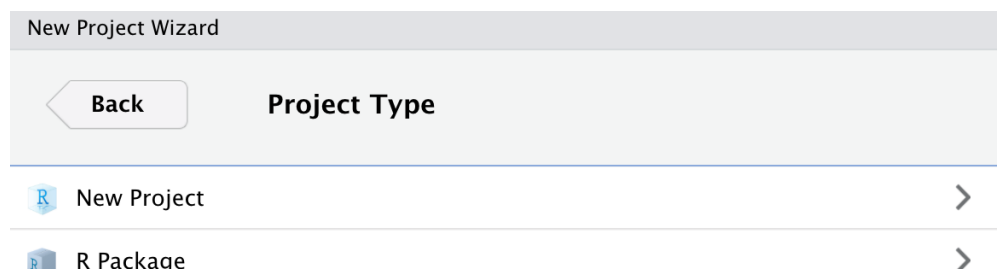 New Project Wizard
Back
Project Type
R New Project
R R Package